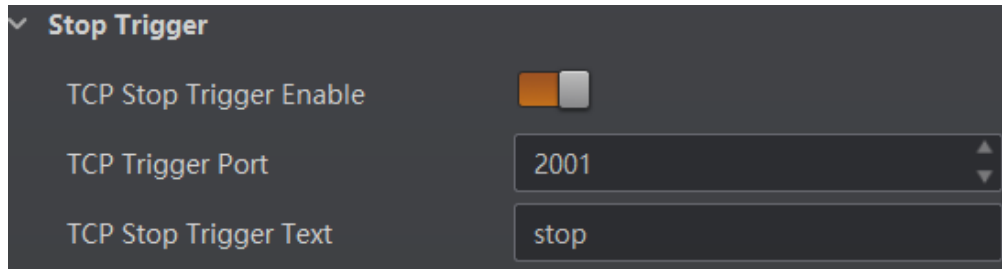 Stop Trigger
TCP Stop Trigger Enable
TCP Trigger Port 2001
TCP Stop Trigger Text stop